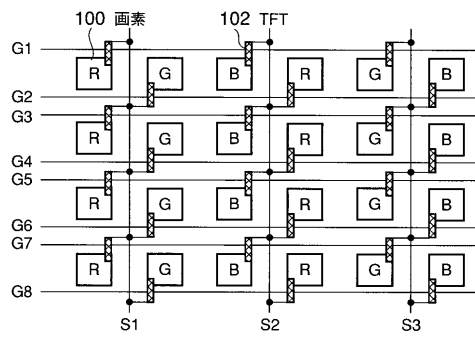 100 画素 102 TFT
G1
R G B R G B
G2
G3
R G B R G B
G4
G5
R G B R G B
G6
G7
R G B R G B
G8
S1 S2 S3